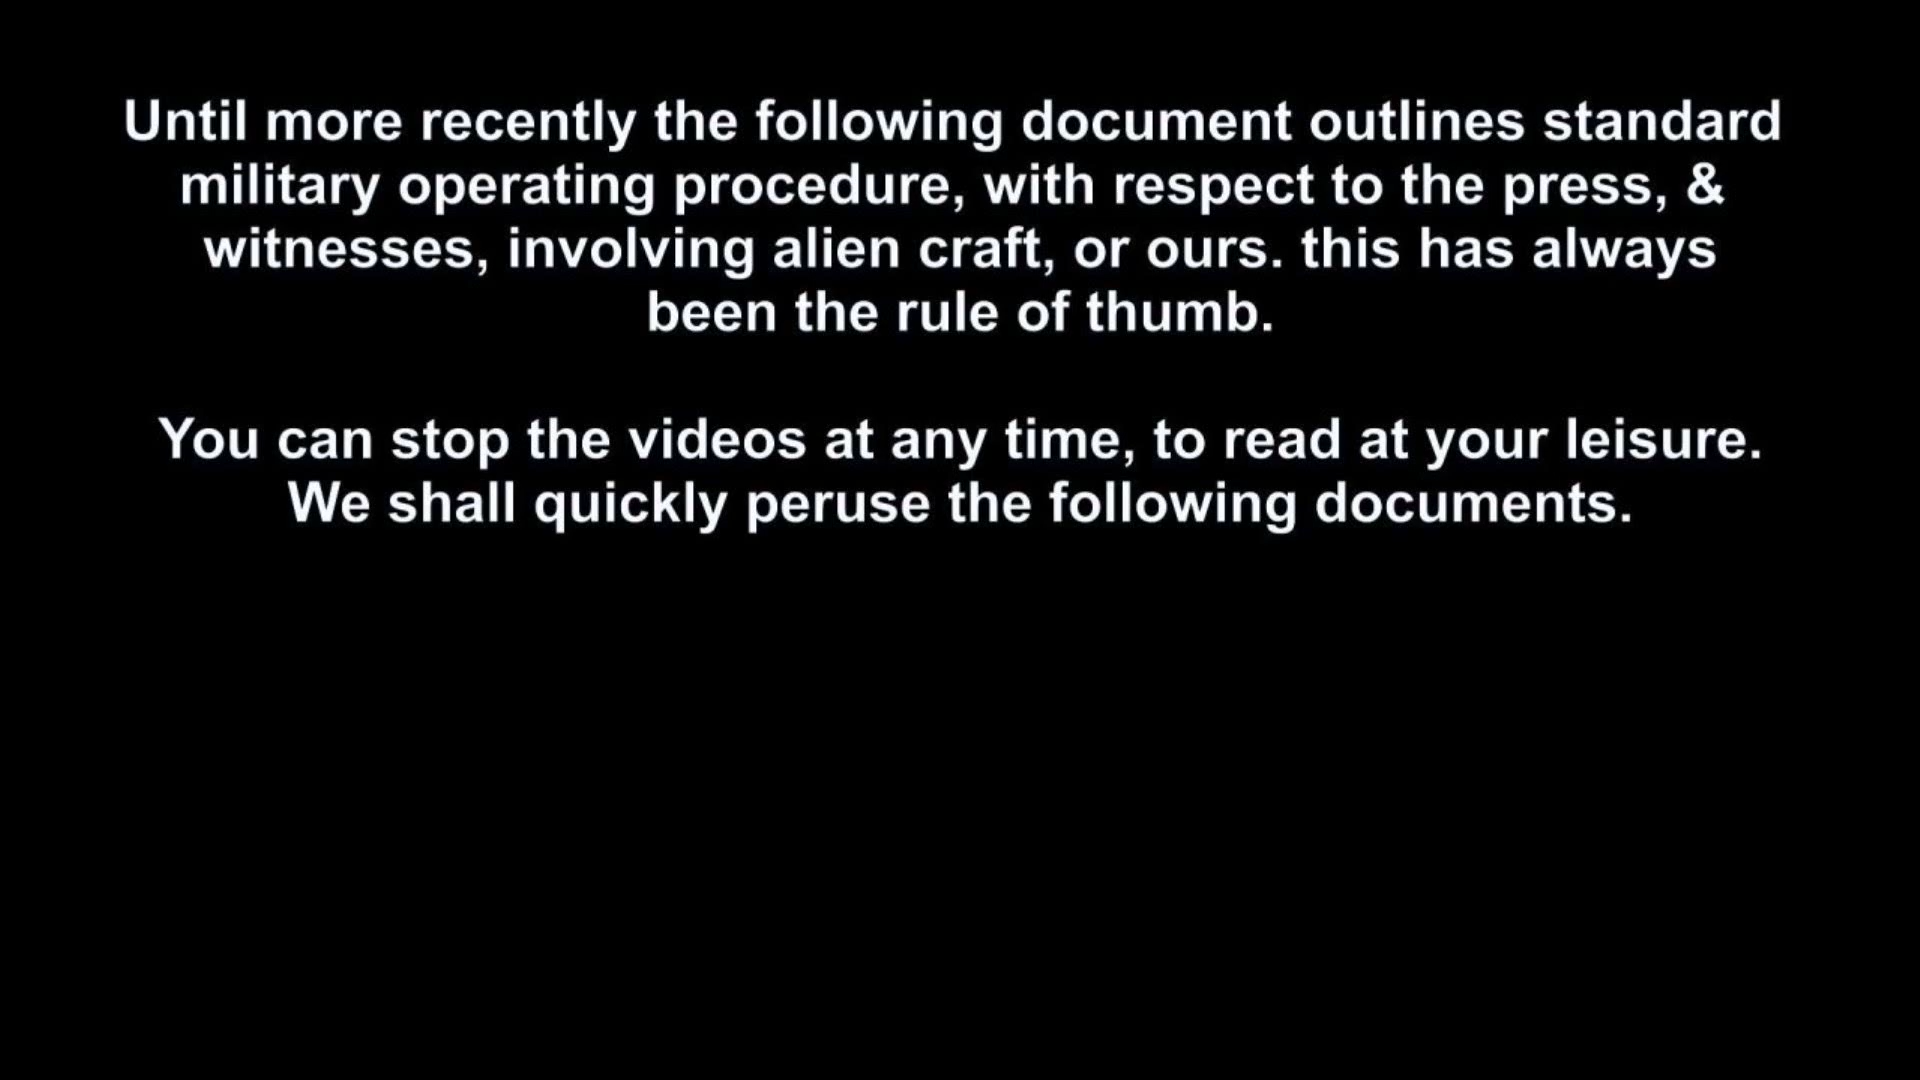 Until more recently the following document outlines standard
military operating procedure, with respect to the press, &
witnesses, involving alien craft, or ours. this has always
been the rule of thumb.
You can stop the videos at any time, to read at your leisure.
We shall quickly peruse the following documents.